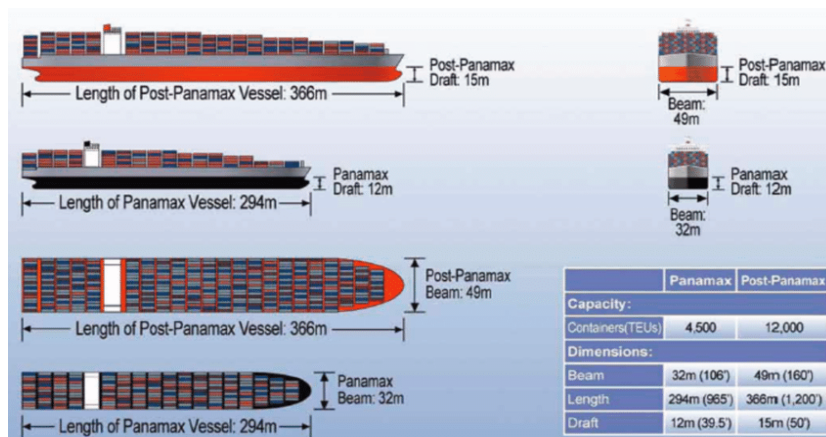 Post-Panamax
Draft: 15m
Length of Post-Panamax Vessel: 366m
Post-Panamax
Draft: 15m
Beam:
49m
Panamax
Draft: 12m
Length of Panamax Vessel: 294m
Panamax
Draft: 12m
Beam:
32m
Post-Panamax
Beam: 49m
Length of Post-Panamax Vessel: 366m
Panamax
Beam: 32m
Length of Panamax Vessel: 294m
Panamax Post-Panamax
Capacity:
Containers(TEUs) 4,500 12,000
Dimensions:
Beam 32m (106') 49m (160')
Length 294m (965') 366m (1,200')
Draft 12m (39.5') 15m (50')